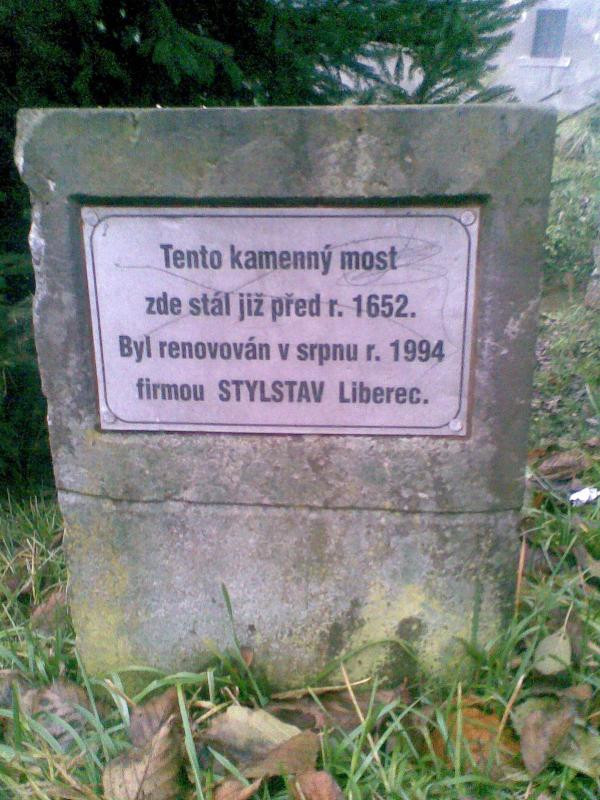 Tento kamenný most
zde stál již před r. 1652.
Byl renovován v srpnu r. 1994
firmou STYLSTAV Liberec.